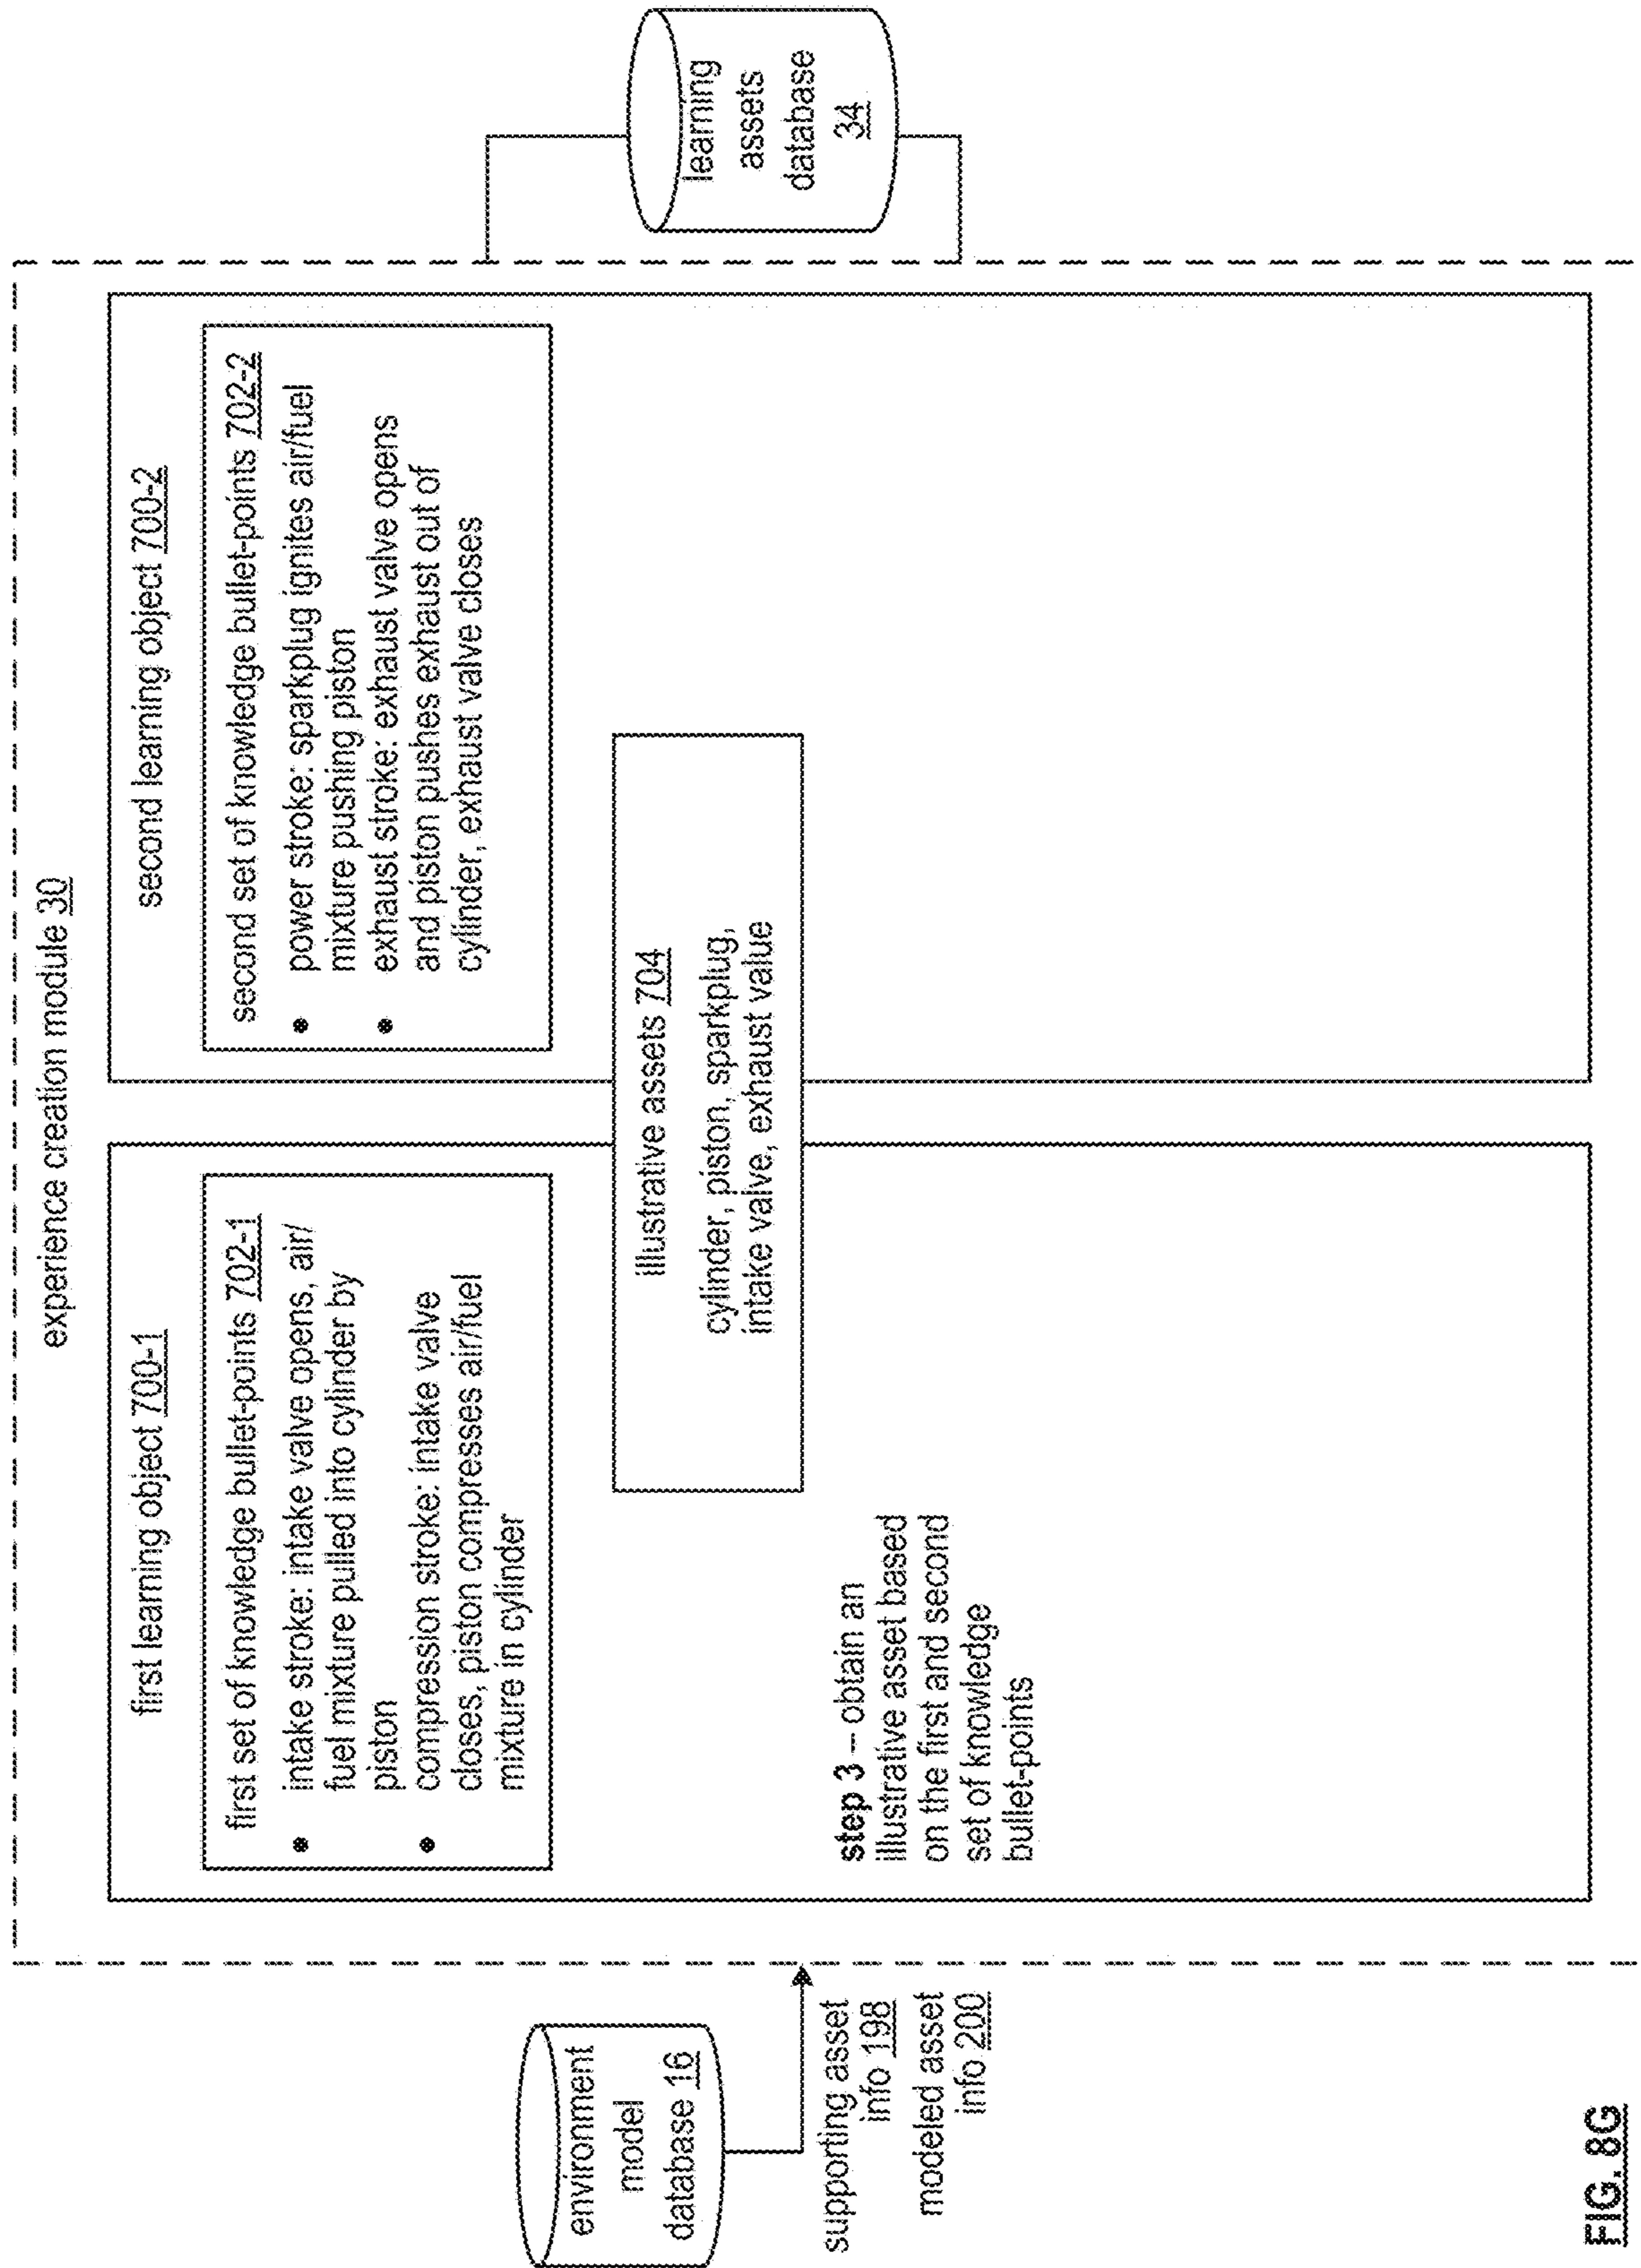 experience creation module 30
first learning object 700-1
first set of knowledge bullet-points 702-1
• intake stroke: intake valve opens, air/
fuel mixture pulled into cylinder by
piston
• compression stroke: intake valve
closes, piston compresses air/fuel
mixture in cylinder
second learning object 700-2
second set of knowledge bullet-points 702-2
• power stroke: sparkplug ignites air/fuel
mixture pushing piston
• exhaust stroke: exhaust valve opens
and piston pushes exhaust out of
cylinder, exhaust valve closes
illustrative assets 704
cylinder, piston, sparkplug,
intake valve, exhaust value
step 3 – obtain an
illustrative asset based
on the first and second
set of knowledge
bullet-points
environment
model
database 16
supporting asset
info 198
modeled asset
info 200
learning
assets
database
34
FIG. 8G